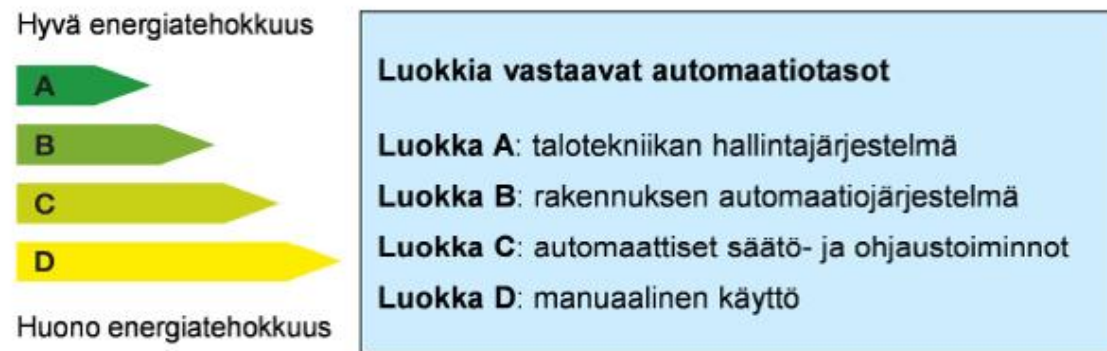 Hyvä energiatehokkuus
A
B
C
D
Huono energiatehokkuus
Luokkia vastaavat automaatiotasot
Luokka A: talotekniikan hallintajärjestelmä
Luokka B: rakennuksen automaatiojärjestelmä
Luokka C: automaattiset säätö- ja ohjaustoiminnot
Luokka D: manuaalinen käyttö